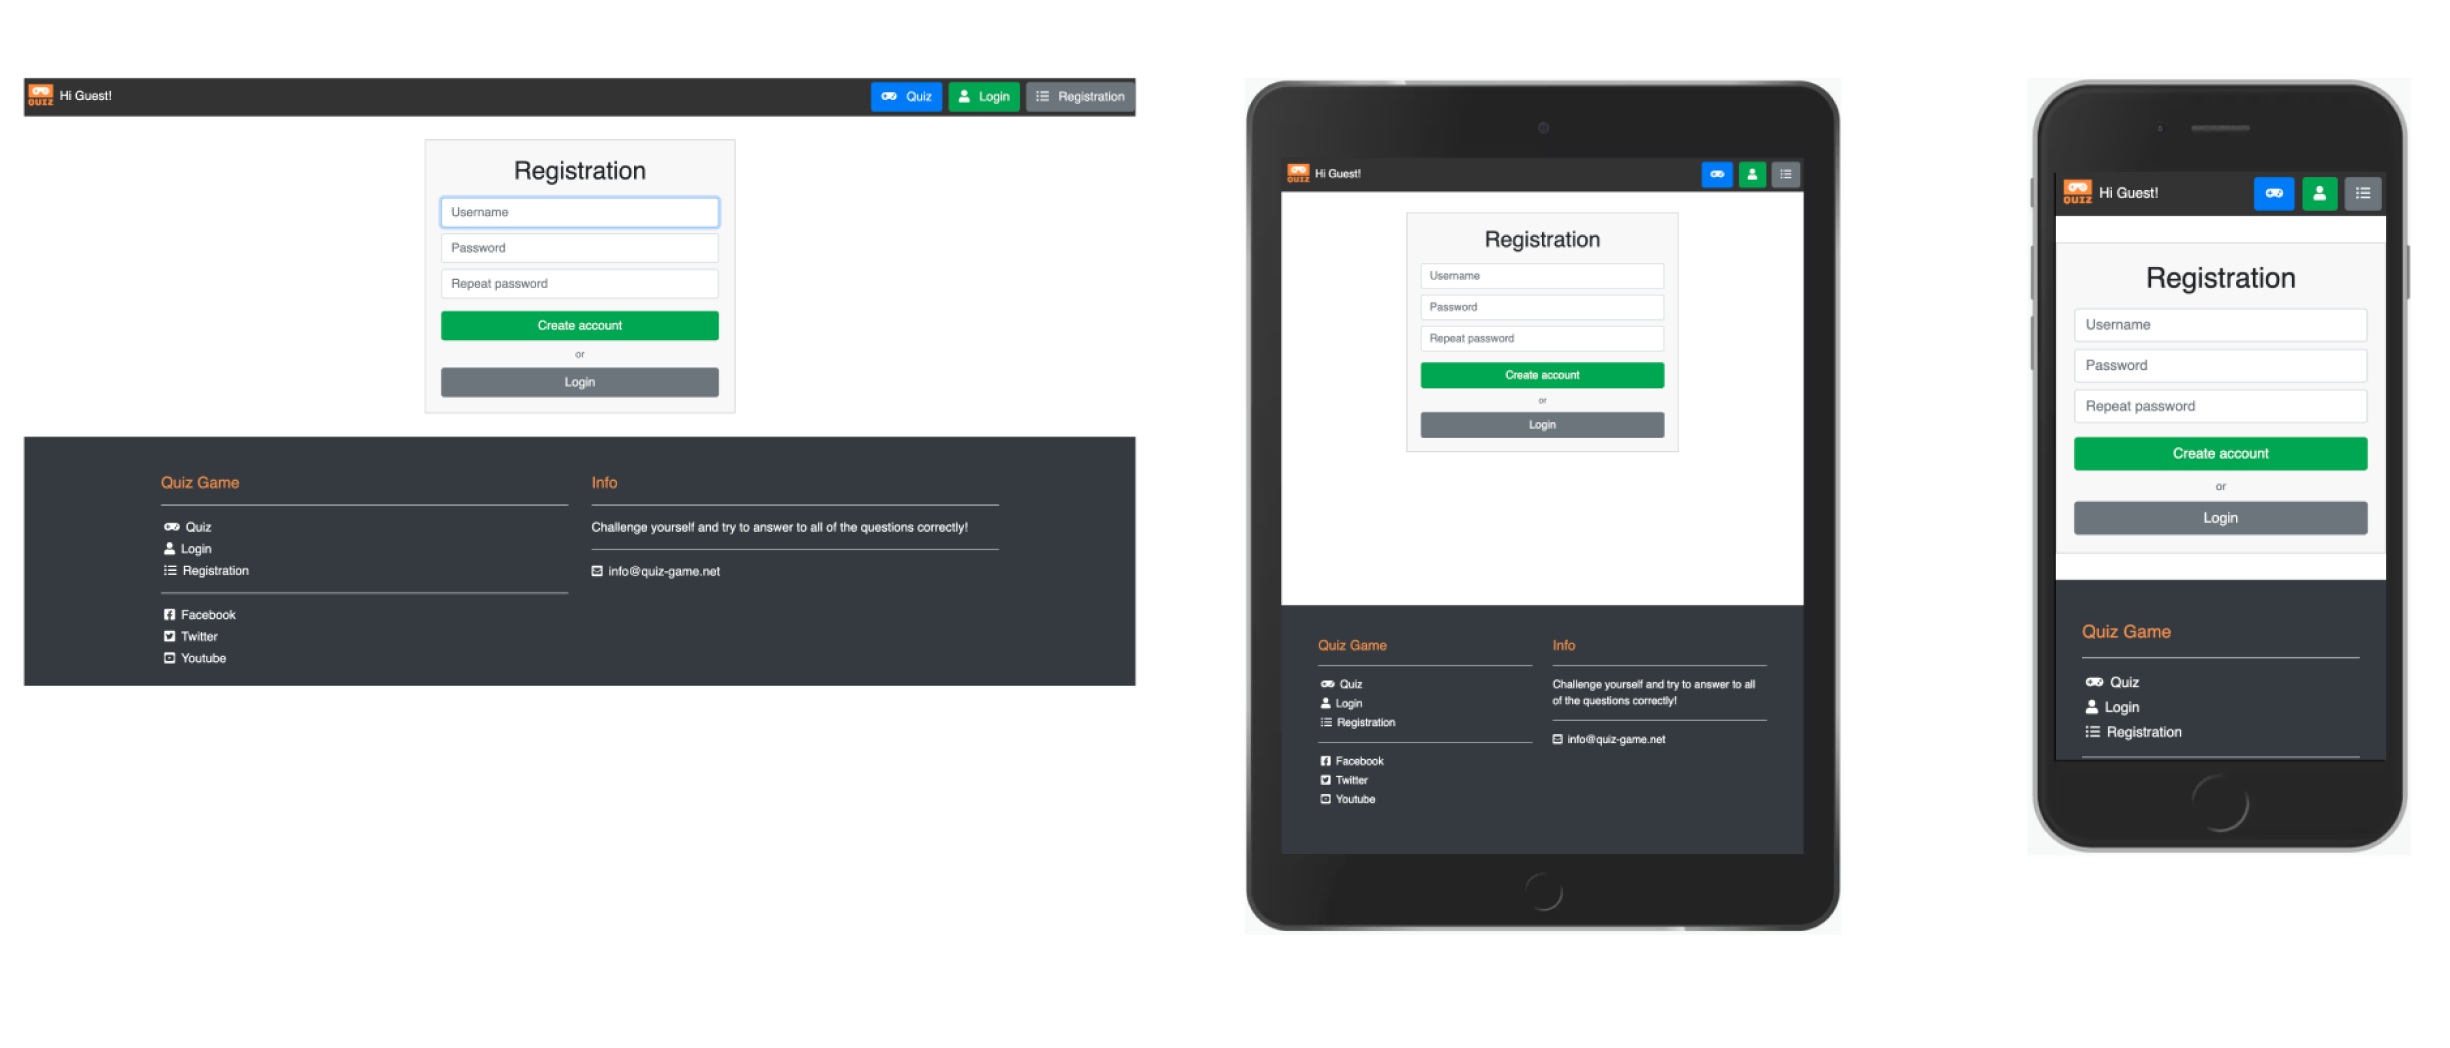 QUIZ
Hi Guest!
Quiz
Login
Registration
Registration
Username
Password
Repeat password
Create account
or
Login
Quiz Game
Quiz
Login
Registration
Facebook
Twitter
Youtube
Info
Challenge yourself and try to answer to all of the questions correctly!
info@quiz-game.net
QUIZ
Hi Guest!
Registration
Username
Password
Repeat password
Create account
or
Login
Quiz Game
Quiz
Login
Registration
Facebook
Twitter
Youtube
Info
Challenge yourself and try to answer to all
of the questions correctly!
info@quiz-game.net
QUIZ
Hi Guest!
Registration
Username
Password
Repeat password
Create account
or
Login
Quiz Game
Quiz
Login
Registration